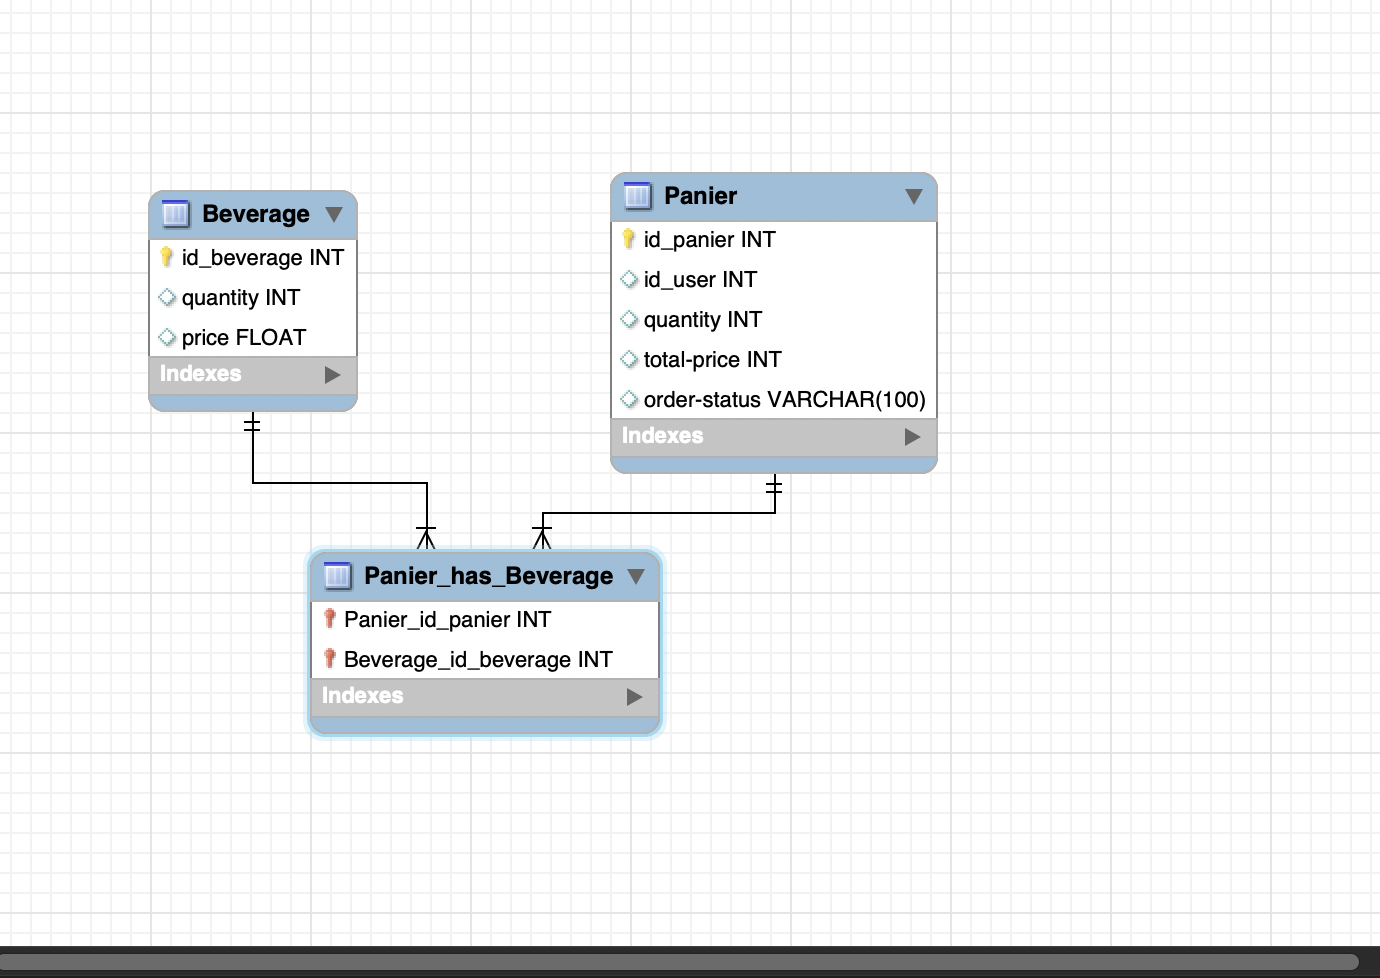 Beverage
id_beverage INT
quantity INT
price FLOAT
Indexes
Panier
id_panier INT
id_user INT
quantity INT
total-price INT
order-status VARCHAR(100)
Indexes
Panier_has_Beverage
Panier_id_panier INT
Beverage_id_beverage INT
Indexes